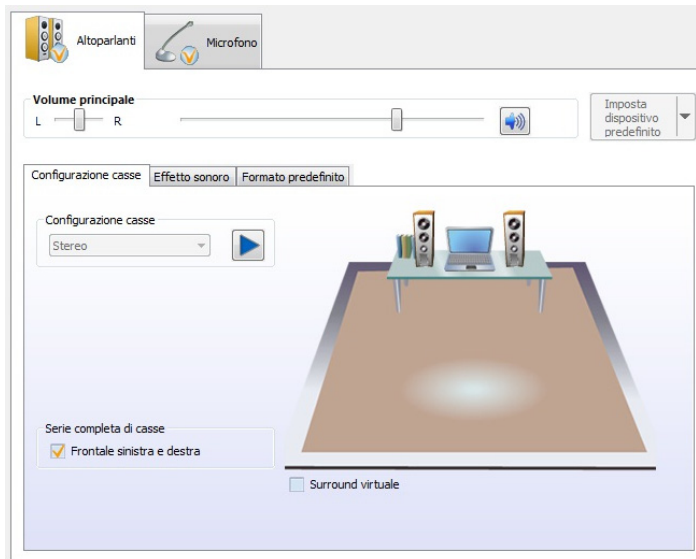 Altoparlanti
Microfono
Volume principale
L
R
Imposta
dispositivo
predefinito
Configurazione casse
Effetto sonoro
Formato predefinito
Configurazione casse
Stereo
Serie completa di casse
Frontale sinistra e destra
Surround virtuale